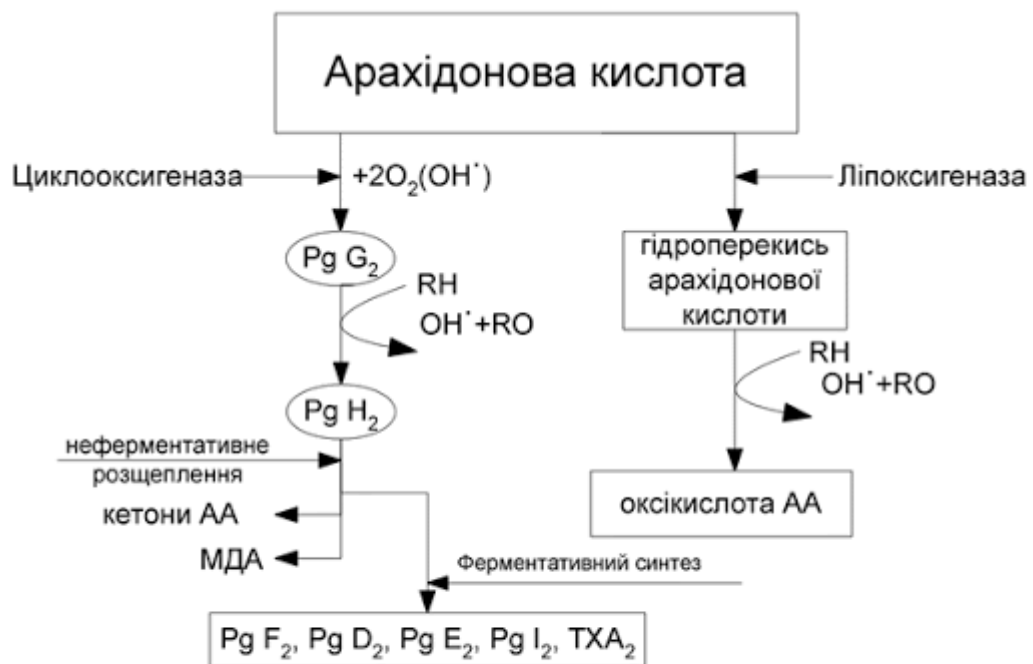 Арахідонова кислота
Циклооксигеназа
+2O₂(OH˙)
Ліпоксигеназа
Pg G₂
гідроперекись
арахідонової
кислоти
RH
OH˙+RO
RH
OH˙+RO
Pg H₂
неферментативне
розщеплення
кетони АА
МДА
оксікислота АА
Ферментативний синтез
Pg F₂, Pg D₂, Pg E₂, Pg I₂, TXA₂